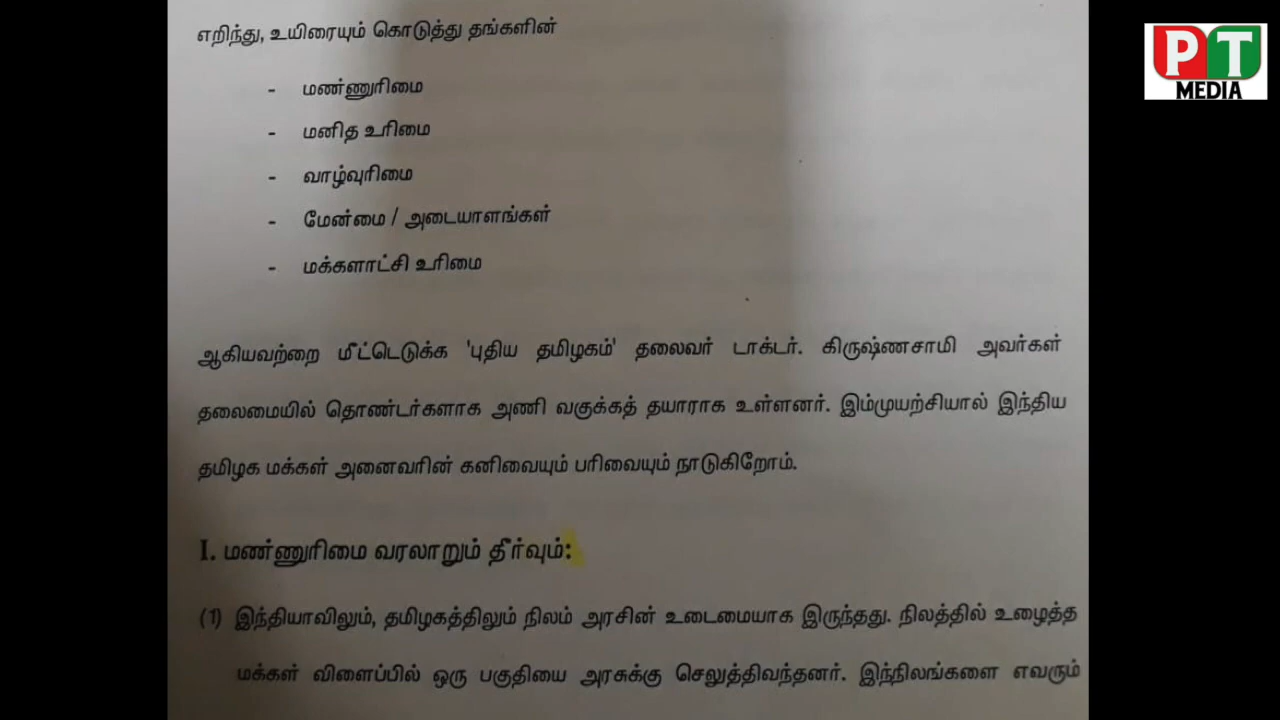 எறிந்து, உயிரையும் கொடுத்து தங்களின்
- மண்ணுரிமை
- மனித உரிமை
- வாழ்வுரிமை
- மேன்மை / அடையாளங்கள்
- மக்களாட்சி உரிமை
ஆகியவற்றை மீட்டெடுக்க 'புதிய தமிழகம்' தலைவர் டாக்டர். கிருஷ்ணசாமி அவர்கள்
தலைமையில் தொண்டர்களாக அணி வகுக்கத் தயாராக உள்ளனர். இம்முயற்சியால் இந்திய
தமிழக மக்கள் அனைவரின் கனிவையும் பரிவையும் நாடுகிறோம்.
I. மண்ணுரிமை வரலாறும் தீர்வும்:
(1) இந்தியாவிலும், தமிழகத்திலும் நிலம் அரசின் உடைமையாக இருந்தது. நிலத்தில் உழைத்த
மக்கள் விளைப்பில் ஒரு பகுதியை அரசுக்கு செலுத்திவந்தனர். இந்நிலங்களை எவரும்
PT
MEDIA